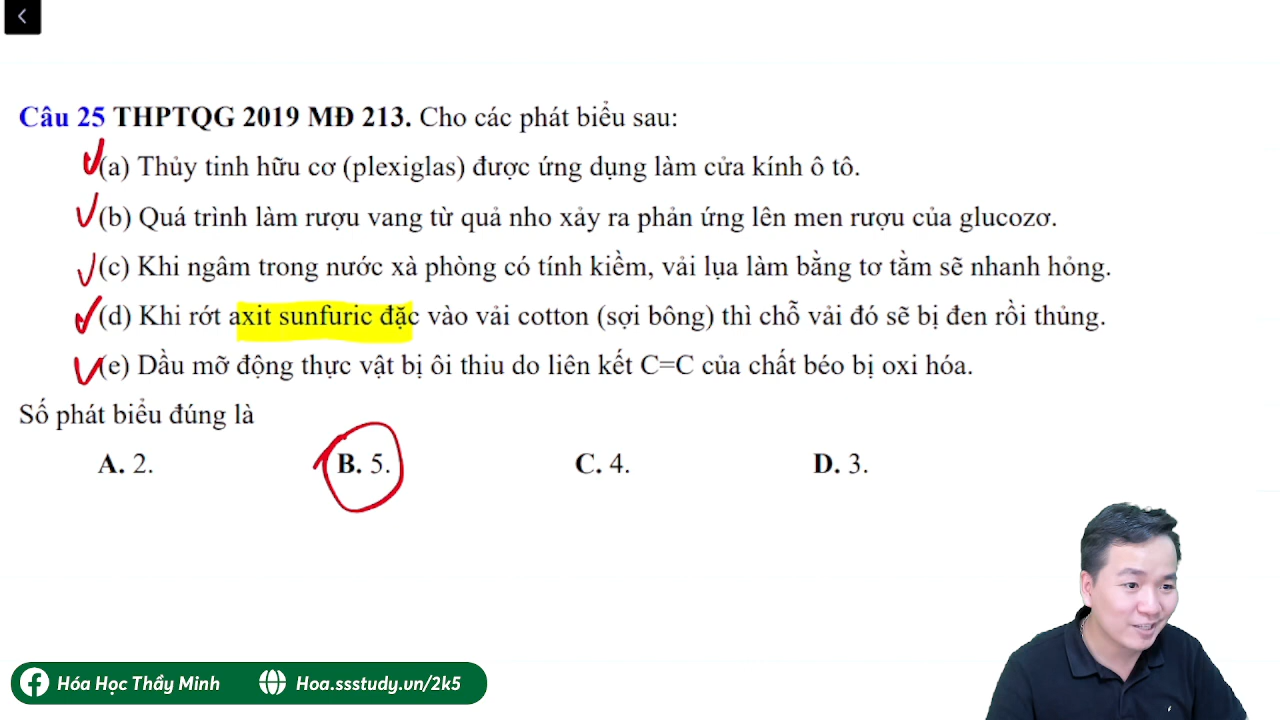 Câu 25 THPTQG 2019 MĐ 213. Cho các phát biểu sau:
(a) Thủy tinh hữu cơ (plexiglas) được ứng dụng làm cửa kính ô tô.
(b) Quá trình làm rượu vang từ quả nho xảy ra phản ứng lên men rượu của glucozơ.
(c) Khi ngâm trong nước xà phòng có tính kiềm, vải lụa làm bằng tơ tằm sẽ nhanh hỏng.
(d) Khi rớt axit sunfuric đặc vào vải cotton (sợi bông) thì chỗ vải đó sẽ bị đen rồi thủng.
(e) Dầu mỡ động thực vật bị ôi thiu do liên kết C=C của chất béo bị oxi hóa.
Số phát biểu đúng là
A. 2. B. 5. C. 4. D. 3.
Hóa Học Thầy Minh Hoa.ssstudy.vn/2k5